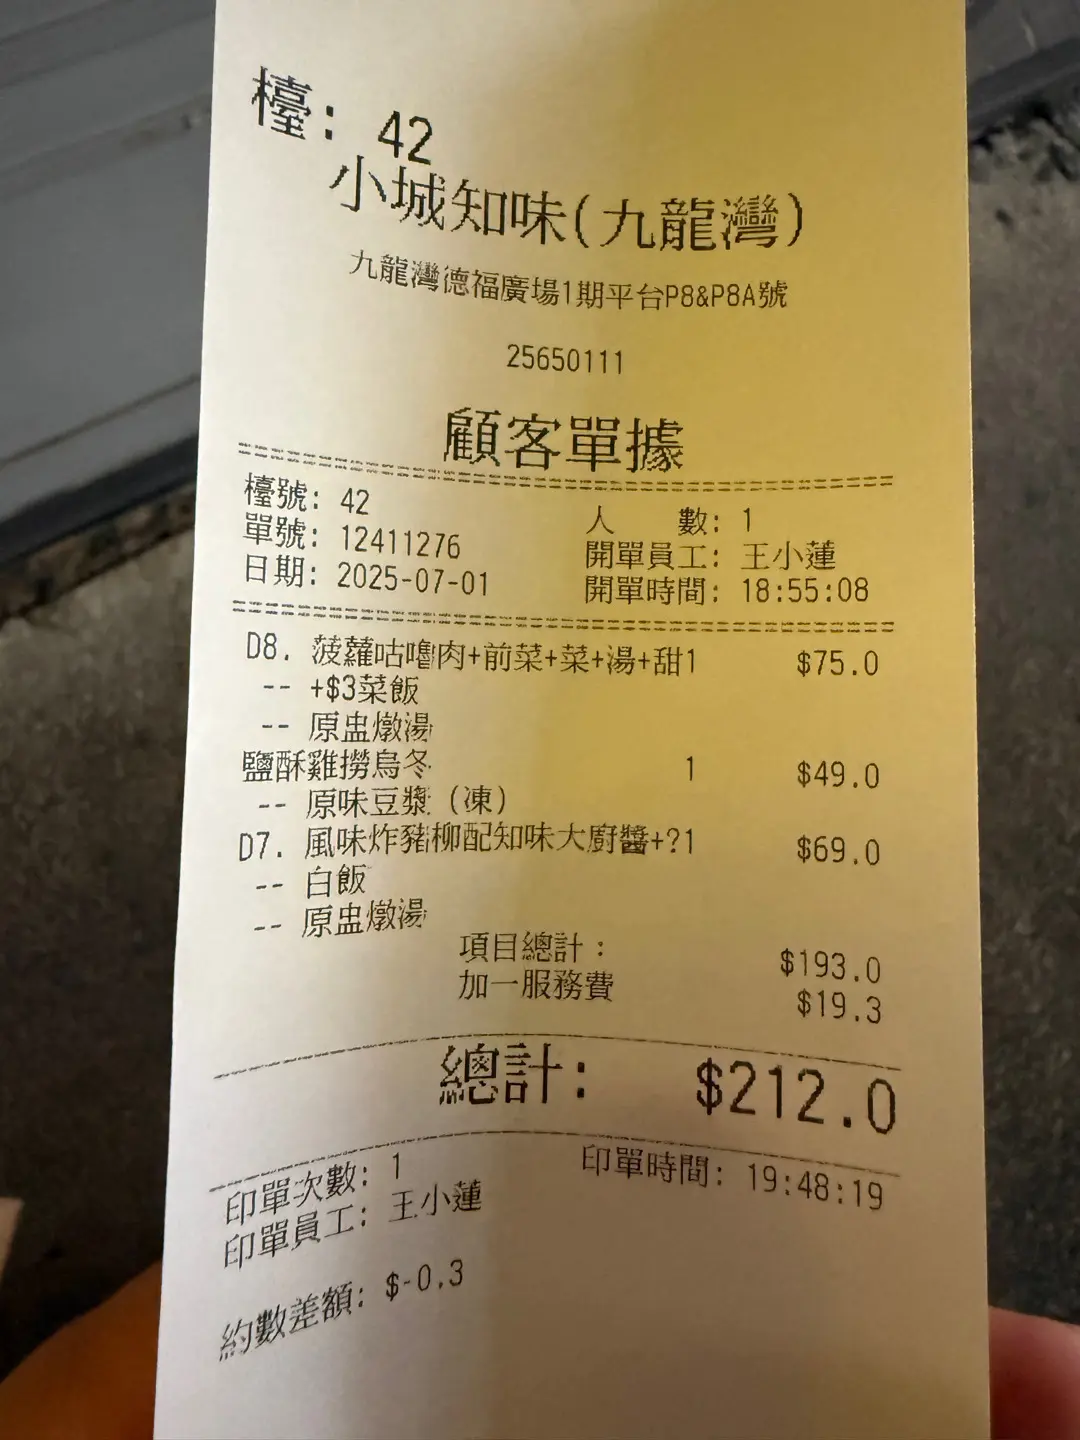 檯: 42
小城知味(九龍灣)
九龍灣德福廣場1期平台P8&P8A號
25650111
顧客單據
檯號: 42
人 數: 1
單號: 12411276
開單員工: 王小蓮
日期: 2025-07-01
開單時間: 18:55:08
D8. 菠蘿咕嚕肉+前菜+菜+湯+甜1 $75.0
-- +$3菜飯
-- 原盅燉湯
鹽酥雞撈烏冬 1 $49.0
-- 原味豆漿 (凍)
D7. 風味炸豬柳配知味大廚醬+?1 $69.0
-- 白飯
-- 原盅燉湯
項目總計: $193.0
加一服務費 $19.3
總計: $212.0
印單次數: 1
印單時間: 19:48:19
印單員工: 王小蓮
約數差額: $-0.3